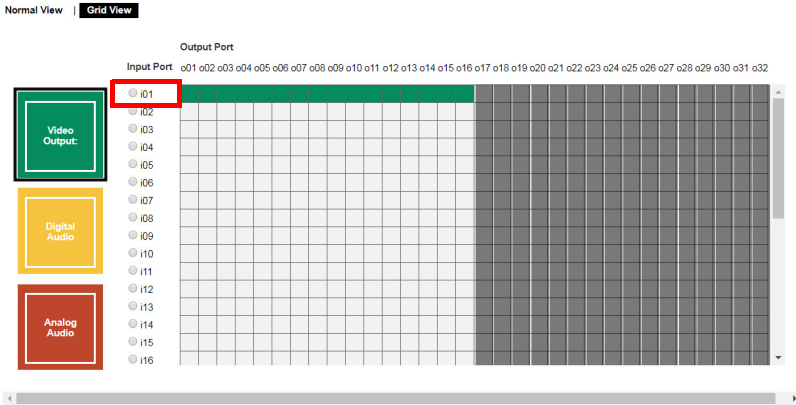 Normal View | Grid View
Output Port
Input Port o01 o02 o03 o04 o05 o06 o07 o08 o09 o10 o11 o12 o13 o14 o15 o16 o17 o18 o19 o20 o21 o22 o23 o24 o25 o26 o27 o28 o29 o30 o31 o32
i01
i02
i03
i04
i05
i06
i07
i08
i09
i10
i11
i12
i13
i14
i15
i16
Video
Output:
Digital
Audio
Analog
Audio